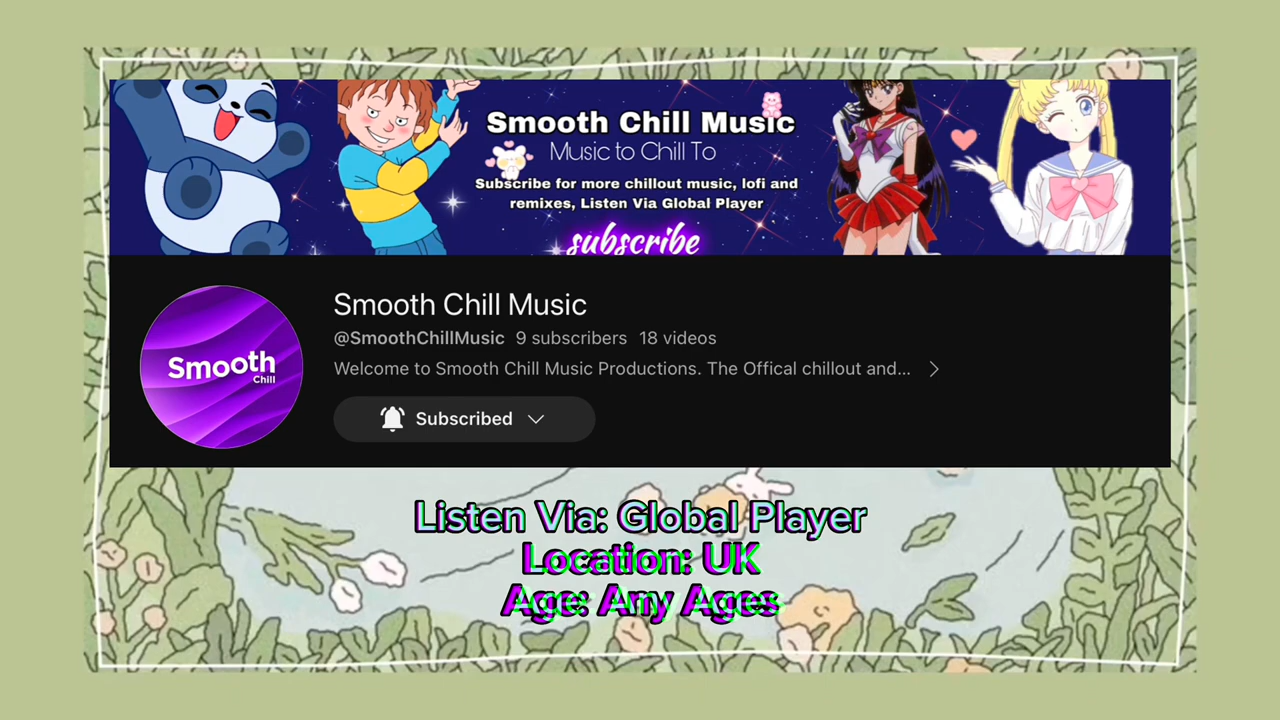 Smooth Chill Music
Music to Chill To
Subscribe for more chillout music, lofi and
remixes, Listen Via Global Player
subscribe
Smooth
Chill
Smooth Chill Music
@SmoothChillMusic 9 subscribers 18 videos
Welcome to Smooth Chill Music Productions. The Offical chillout and...
Subscribed
Listen Via: Global Player
Location: UK
Age: Any Ages